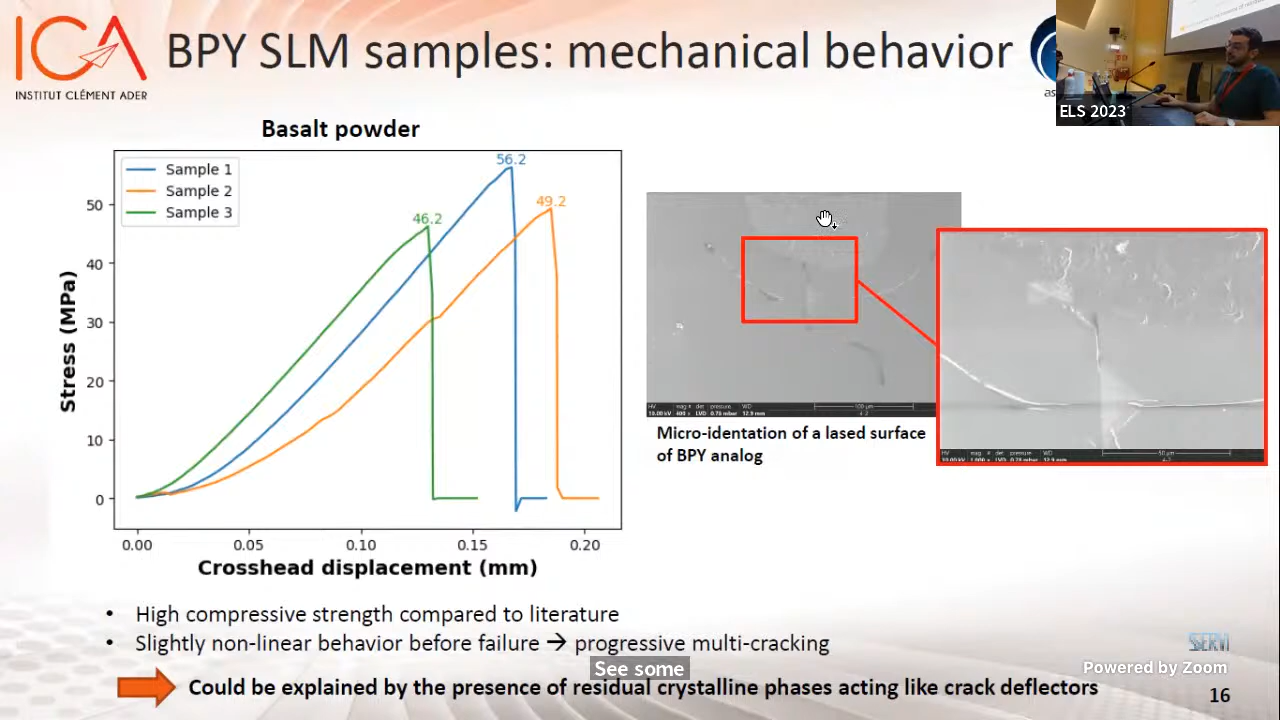 ICA
INSTITUT CLÉMENT ADER
BPY SLM samples: mechanical behavior
as
ELS 2023
Basalt powder
Sample 1
Sample 2
Sample 3
56.2
49.2
46.2
50
40
30
20
10
0
Stress (MPa)
0.00 0.05 0.10 0.15 0.20
Crosshead displacement (mm)
Micro-identation of a lased surface
of BPY analog
• High compressive strength compared to literature
• Slightly non-linear behavior before failure → progressive multi-cracking
See some
Powered by Zoom
Could be explained by the presence of residual crystalline phases acting like crack deflectors
16